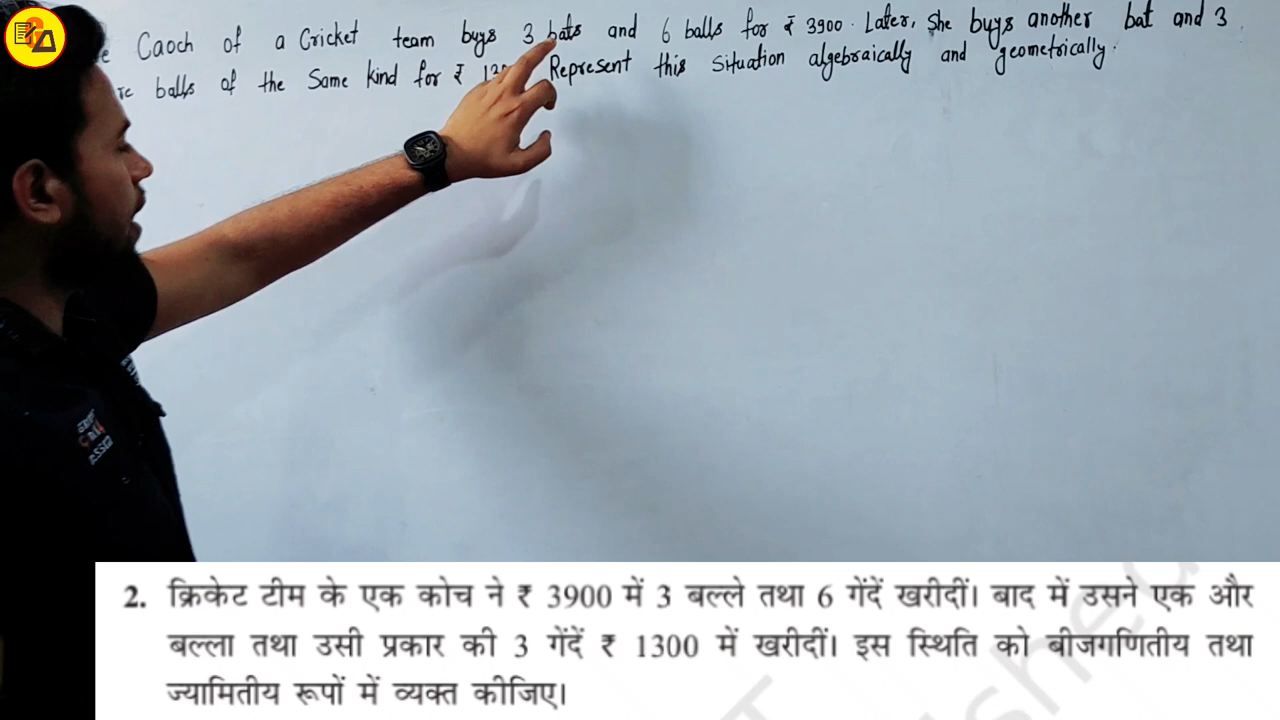 Caoch of a Cricket team buys 3 bats and 6 balls for ₹ 3900. Later, She buys another bat and 3
balls of the Same kind for ₹ Represent this Situation algebraically and geometrically.
2. क्रिकेट टीम के एक कोच ने ₹ 3900 में 3 बल्ले तथा 6 गेंदें खरीदीं। बाद में उसने एक और
बल्ला तथा उसी प्रकार की 3 गेंदें ₹ 1300 में खरीदीं। इस स्थिति को बीजगणितीय तथा
ज्यामितीय रूपों में व्यक्त कीजिए।